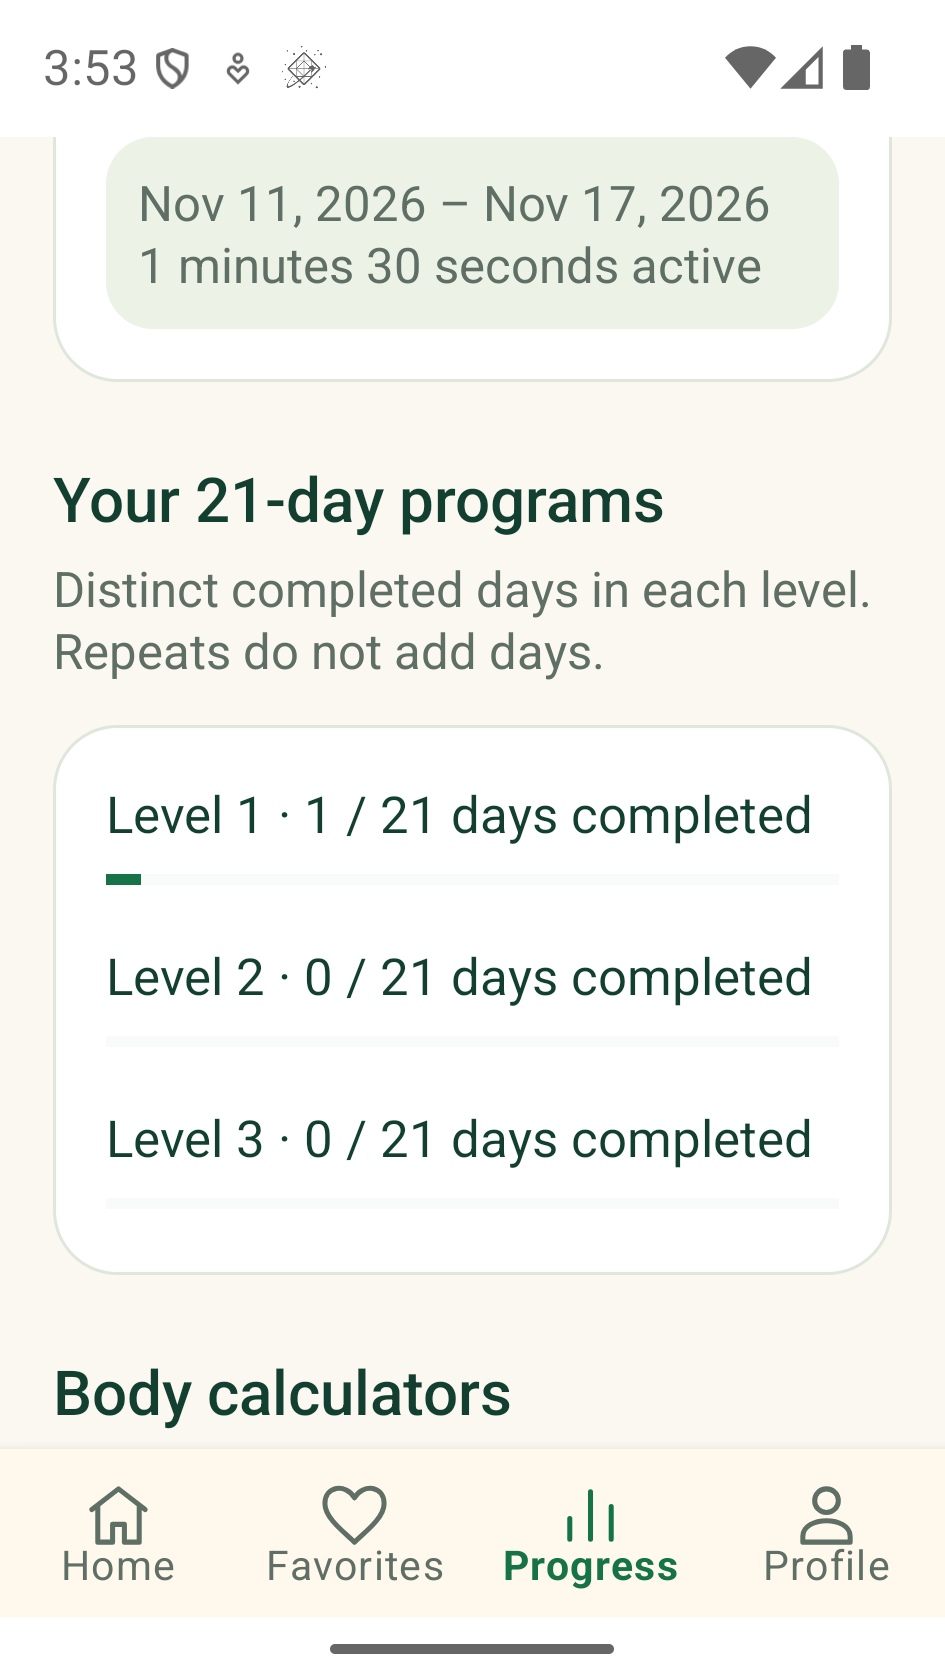 3:53
Nov 11, 2026 – Nov 17, 2026
1 minutes 30 seconds active
Your 21-day programs
Distinct completed days in each level.
Repeats do not add days.
Level 1 · 1 / 21 days completed
Level 2 · 0 / 21 days completed
Level 3 · 0 / 21 days completed
Body calculators
Home Favorites Progress Profile